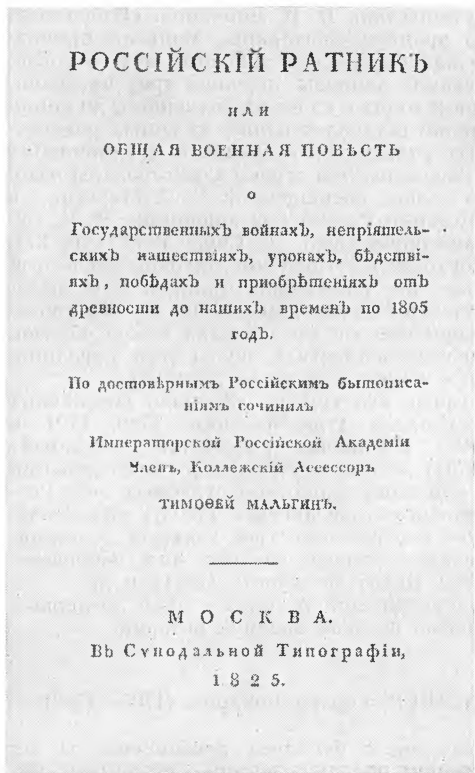 РОССІЙСКІЙ РАТНИКЪ
ИЛИ
ОБЩАЯ ВОЕННАЯ ПОВѢСТЬ
О
Государственныхъ войнахъ, непріятель-
скихъ нашествіяхъ, уронахъ, бѣдстві-
яхъ, побѣдахъ и пріобрѣтеніяхъ отъ
древности до нашихъ временъ по 1805
годъ.
По достовѣрнымъ Россійскимъ бытописа-
ніямъ сочинилъ
Императорской Россійской Академіи
Членъ, Коллежскій Ассессоръ
ТИМОѲЕЙ МАЛЬГИНЪ.
МОСКВА.
Въ Сѵнодальной Типографіи,
1825.